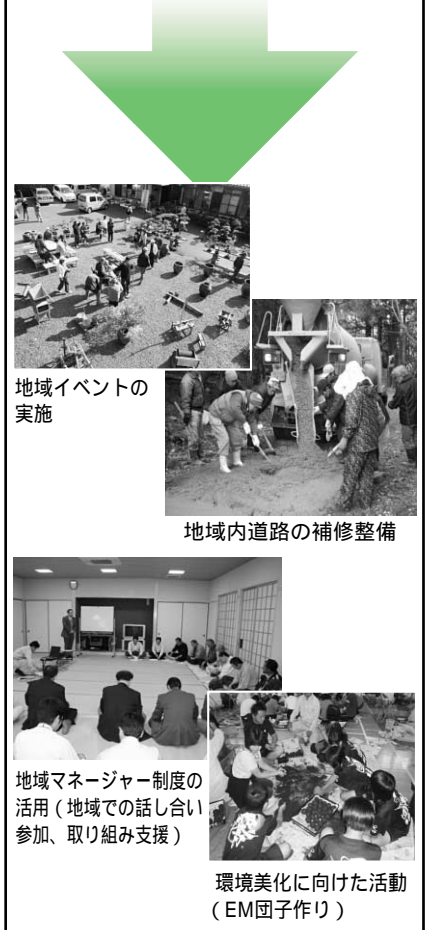 地域イベントの
実施
地域内道路の補修整備
地域マネージャー制度の
活用（地域での話し合い
参加、取り組み支援）
環境美化に向けた活動
（EM団子作り）